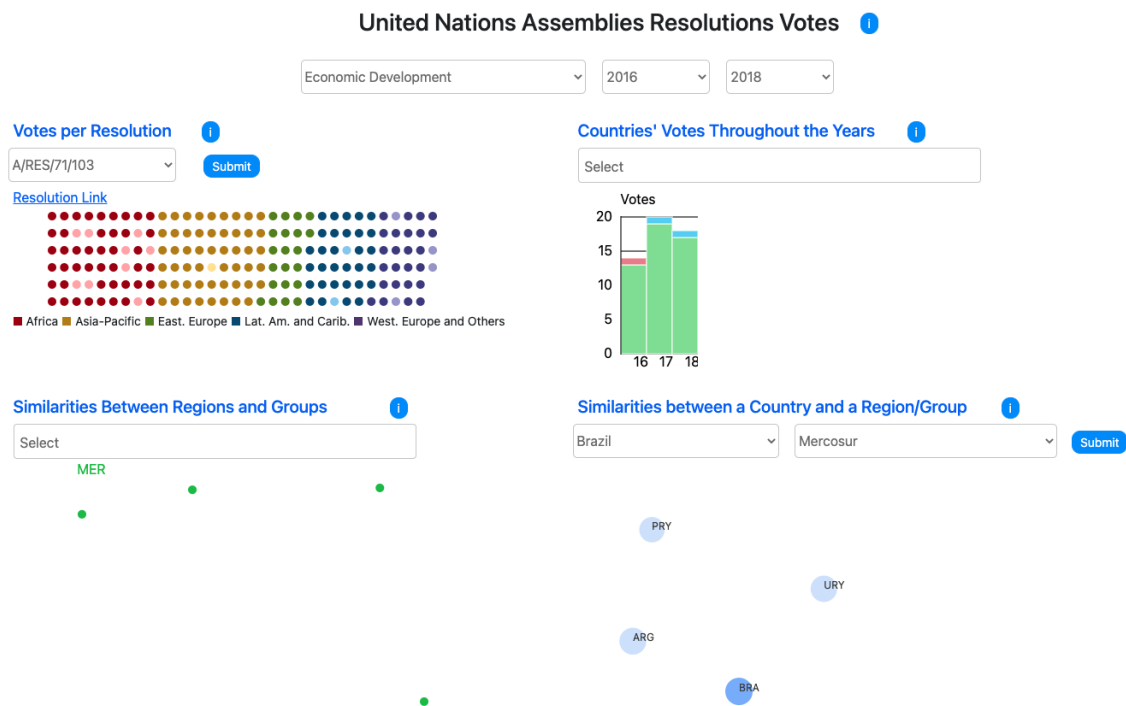 United Nations Assemblies Resolutions Votes i
Economic Development 2016 2018
Votes per Resolution i
A/RES/71/103 Submit
Resolution Link
Africa Asia-Pacific East. Europe Lat. Am. and Carib. West. Europe and Others
Countries' Votes Throughout the Years i
Select
Votes
20
15
10
5
0
16 17 18
Similarities Between Regions and Groups i
Select
MER
Similarities between a Country and a Region/Group i
Brazil Mercosur Submit
PRY
URY
ARG
BRA